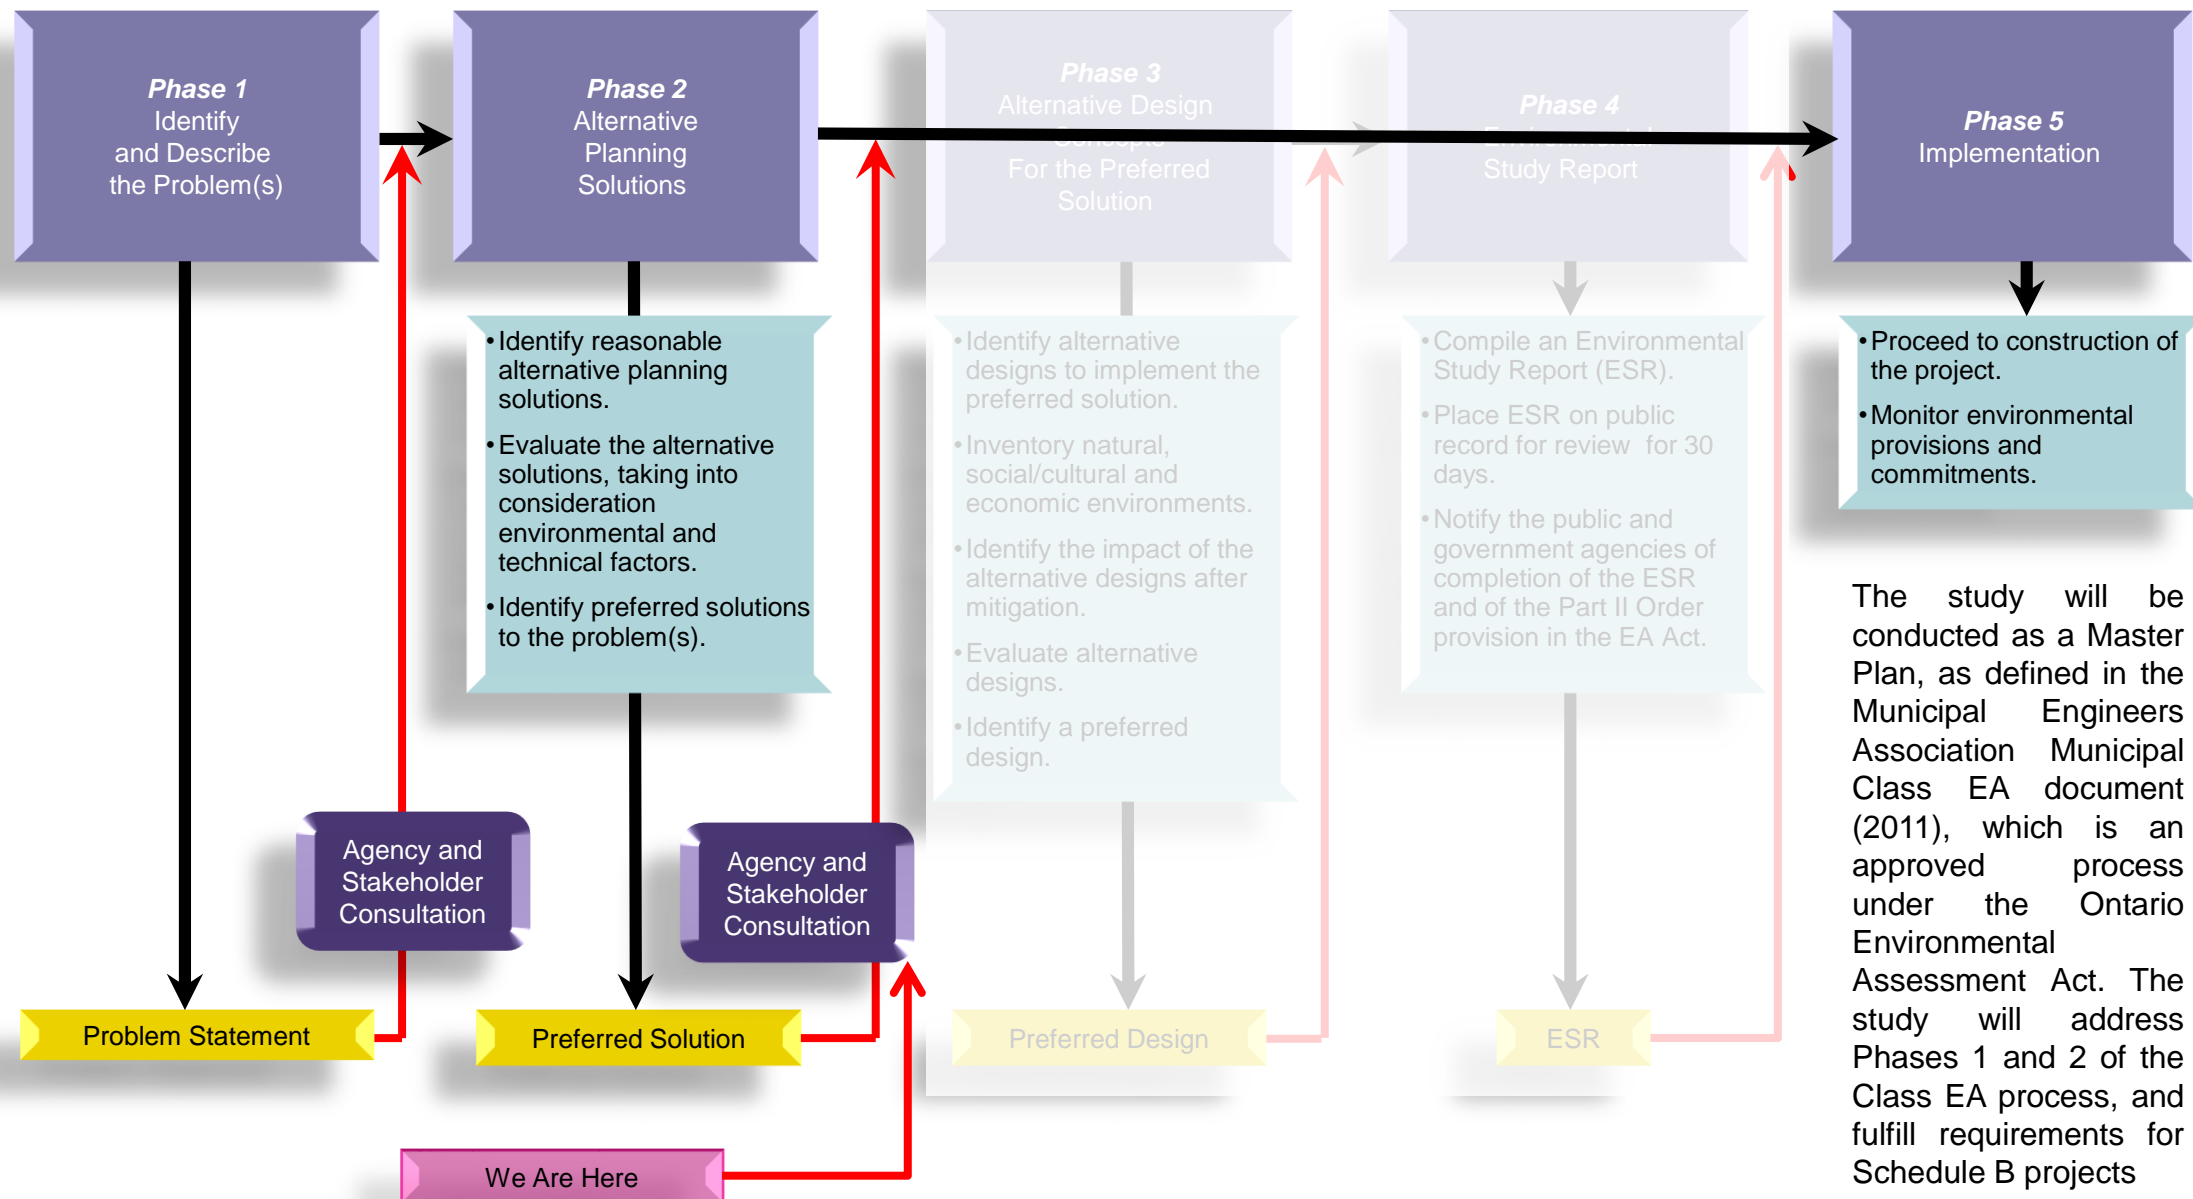 Phase 1
Identify
and Describe
the Problem(s)
Phase 2
Alternative
Planning
Solutions
Phase 3
Alternative Design
Concepts
For the Preferred
Solution
Phase 4
Environmental
Study Report
Phase 5
Implementation
•Identify reasonable
alternative planning
solutions.
•Evaluate the alternative
solutions, taking into
consideration
environmental and
technical factors.
•Identify preferred solutions
to the problem(s).
•Identify alternative
designs to implement the
preferred solution.
•Inventory natural,
social/cultural and
economic environments.
•Identify the impact of the
alternative designs after
mitigation.
•Evaluate alternative
designs.
•Identify a preferred
design.
•Compile an Environmental
Study Report (ESR).
•Place ESR on public
record for review for 30
days.
•Notify the public and
government agencies of
completion of the ESR
and of the Part II Order
provision in the EA Act.
•Proceed to construction of
the project.
•Monitor environmental
provisions and
commitments.
Agency and
Stakeholder
Consultation
Agency and
Stakeholder
Consultation
Problem Statement
Preferred Solution
Preferred Design
ESR
We Are Here
The study will be
conducted as a Master
Plan, as defined in the
Municipal Engineers
Association Municipal
Class EA document
(2011), which is an
approved process
under the Ontario
Environmental
Assessment Act. The
study will address
Phases 1 and 2 of the
Class EA process, and
fulfill requirements for
Schedule B projects